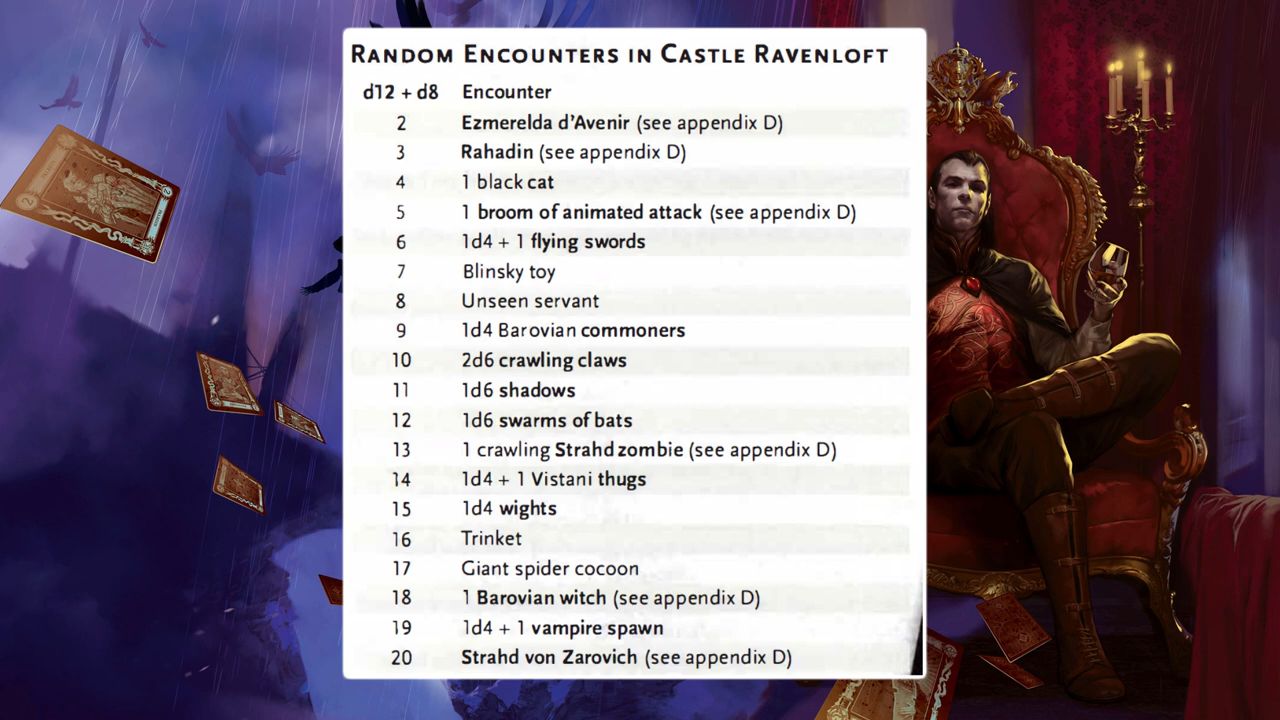 Random Encounters in Castle Ravenloft
d12 + d8 Encounter
2 Ezmerelda d'Avenir (see appendix D)
3 Rahadin (see appendix D)
4 1 black cat
5 1 broom of animated attack (see appendix D)
6 1d4 + 1 flying swords
7 Blinsky toy
8 Unseen servant
9 1d4 Barovian commoners
10 2d6 crawling claws
11 1d6 shadows
12 1d6 swarms of bats
13 1 crawling Strahd zombie (see appendix D)
14 1d4 + 1 Vistani thugs
15 1d4 wights
16 Trinket
17 Giant spider cocoon
18 1 Barovian witch (see appendix D)
19 1d4 + 1 vampire spawn
20 Strahd von Zarovich (see appendix D)